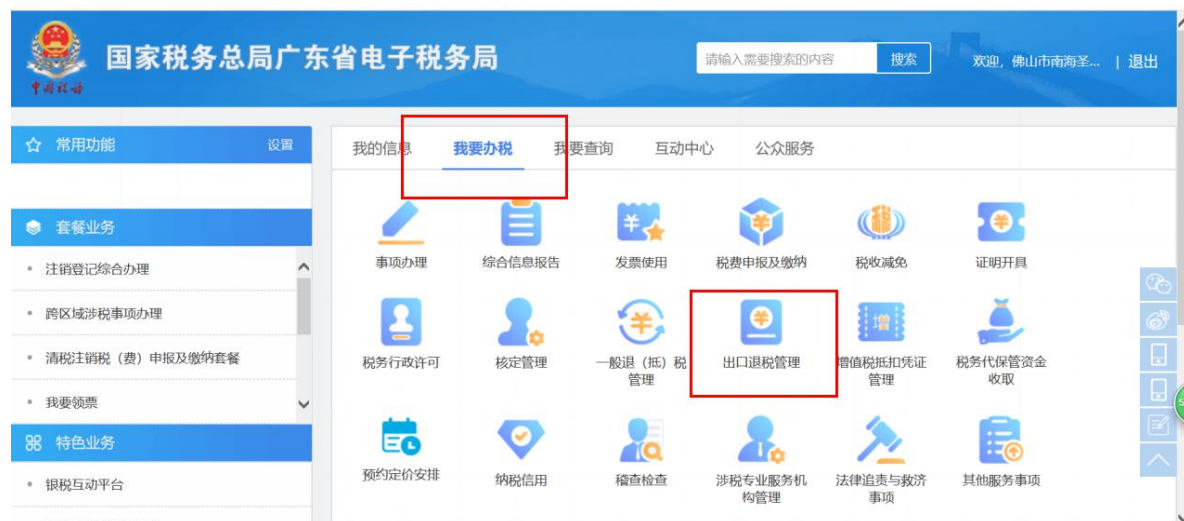 国家税务总局广东省电子税务局
请输入需要搜索的内容
搜索
欢迎，佛山市南海圣... | 退出
中国税务
常用功能 设置
我的信息 我要办税 我要查询 互动中心 公众服务
套餐业务
注销登记综合办理
跨区域涉税事项办理
清税注销税（费）申报及缴纳套餐
我要领票
特色业务
银税互动平台
事项办理 综合信息报告 发票使用 税费申报及缴纳 税收减免 证明开具
税务行政许可 核定管理 一般退（抵）税 出口退税管理 增值税抵扣凭证 税务代保管资金
管理 管理 收取
预约定价安排 纳税信用 稽查检查 涉税专业服务机 法律追责与救济 其他服务事项
构管理 事项